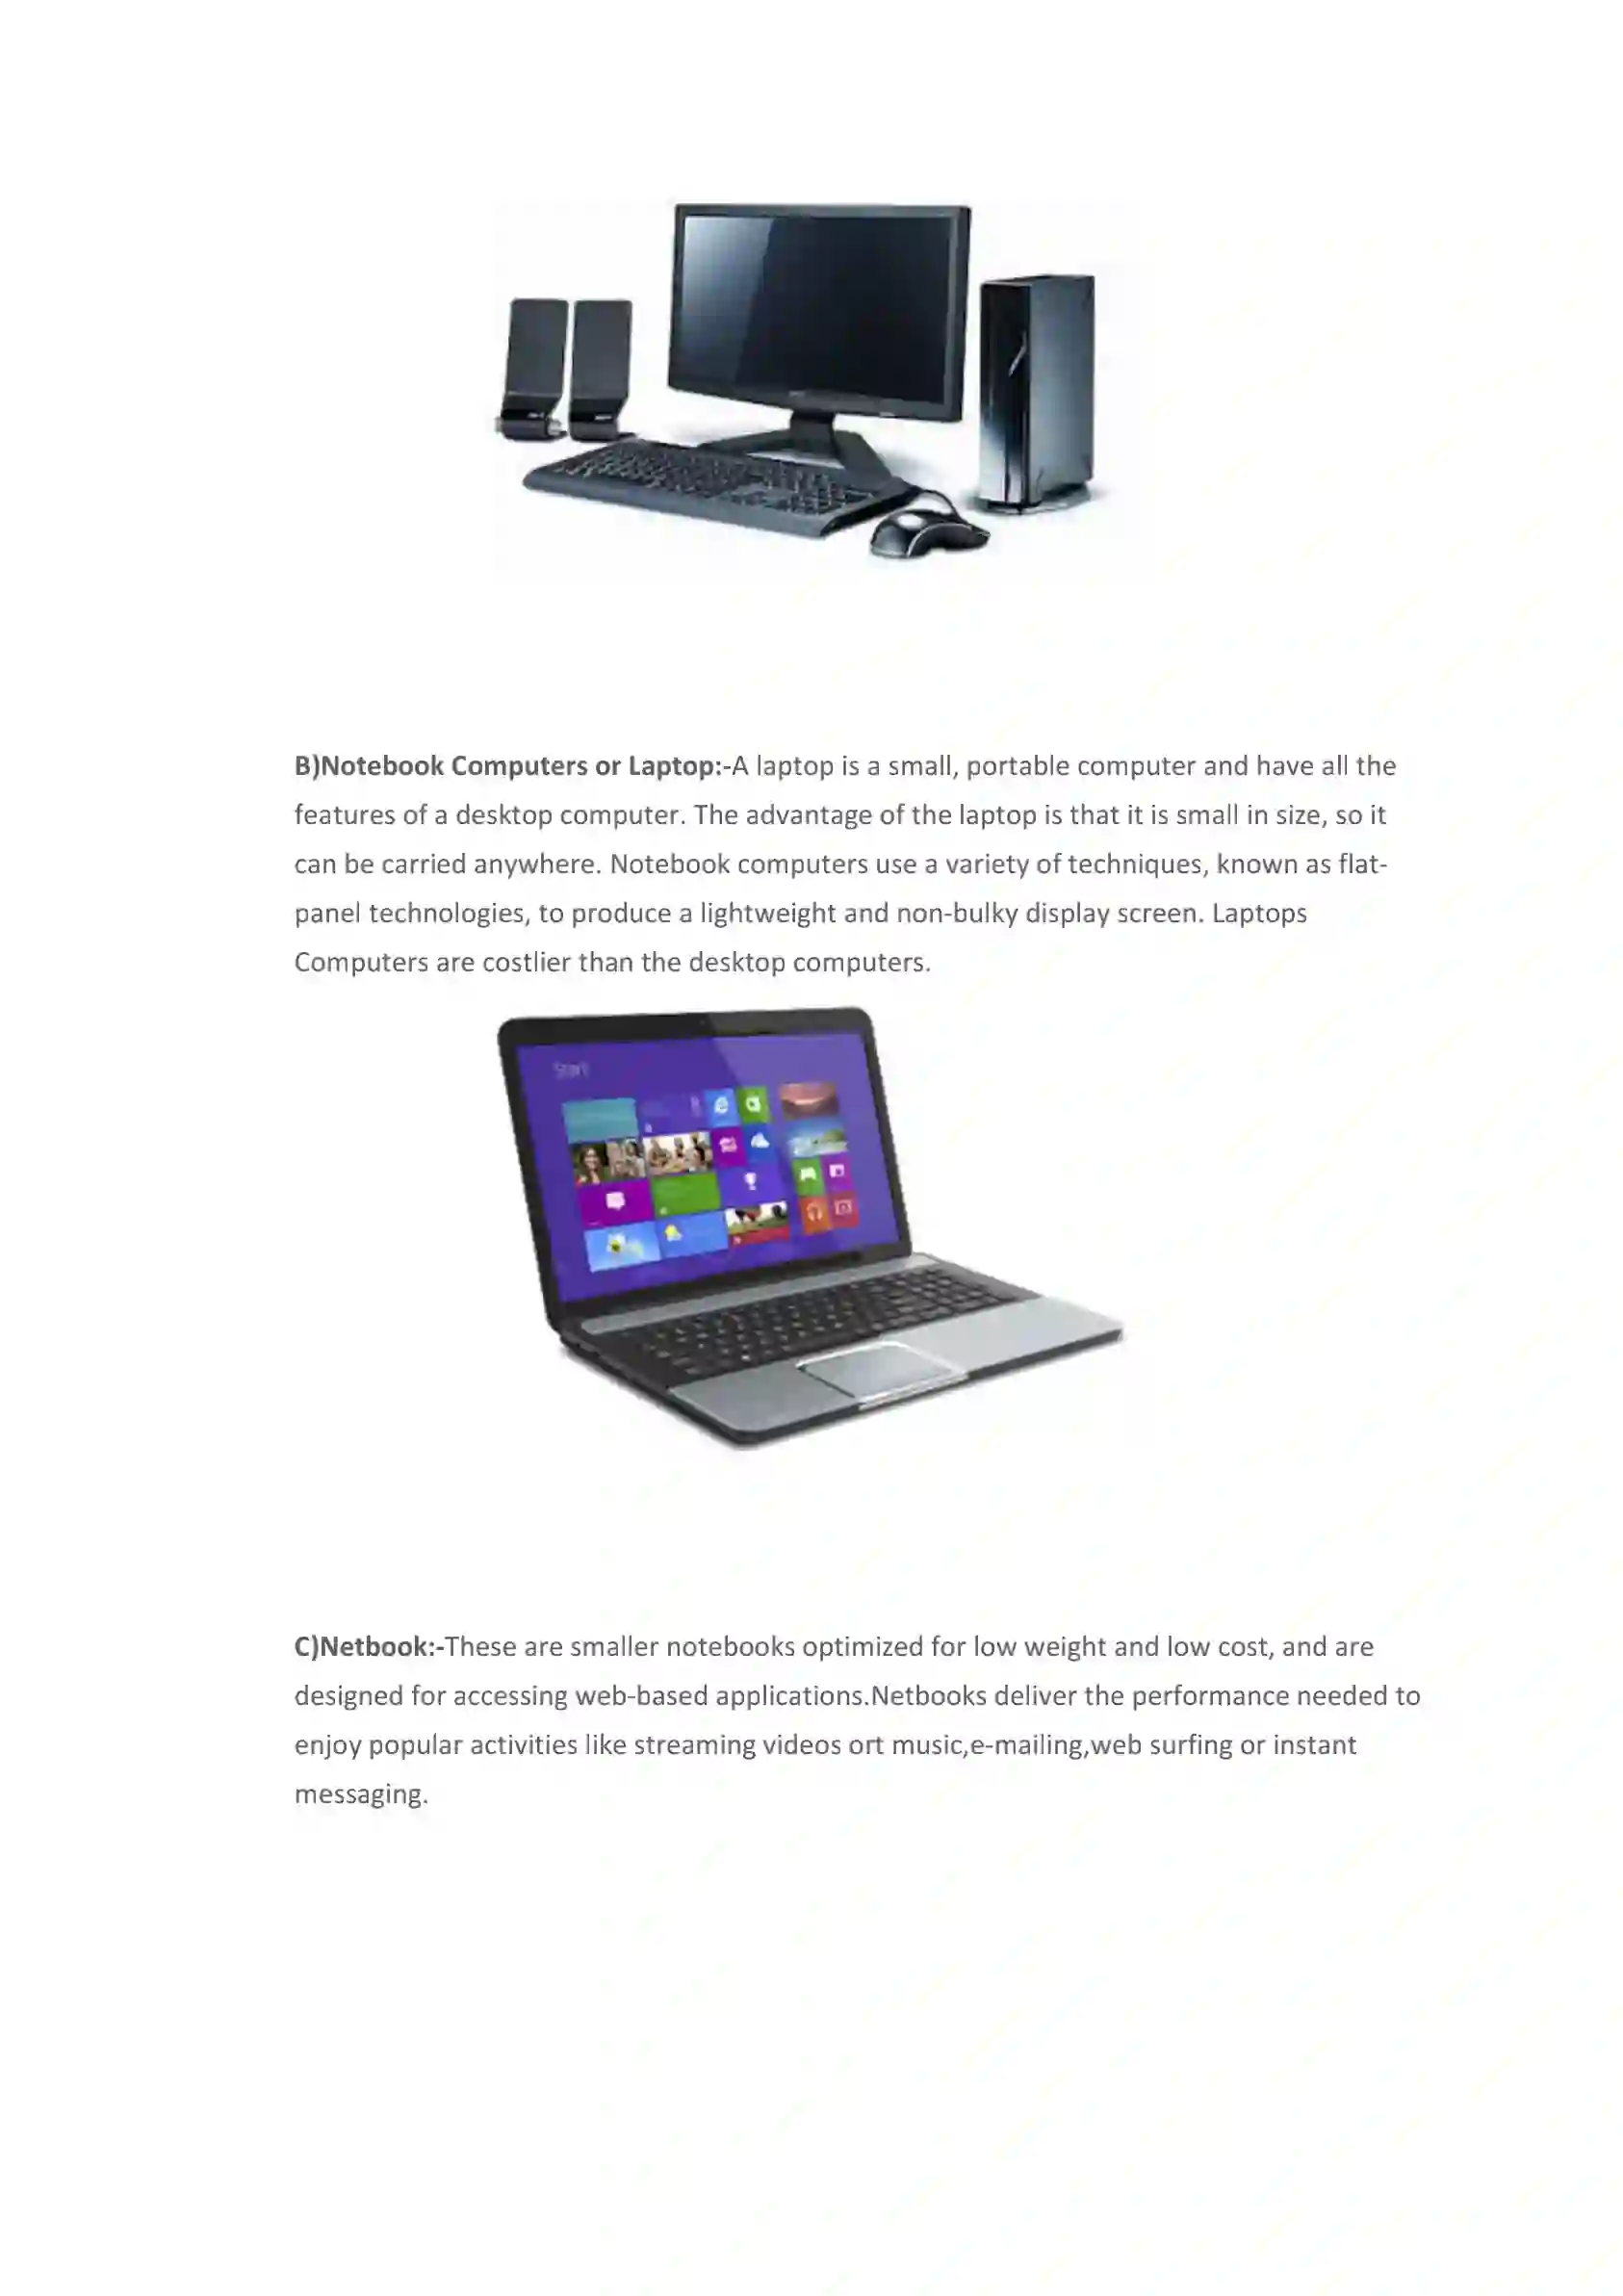 Start
B)Notebook Computers or Laptop:-A laptop is a small, portable computer and have all the
features of a desktop computer. The advantage of the laptop is that it is small in size, so it
can be carried anywhere. Notebook computers use a variety of techniques, known as flat-
panel technologies, to produce a lightweight and non-bulky display screen. Laptops
Computers are costlier than the desktop computers.
C)Netbook:-These are smaller notebooks optimized for low weight and low cost, and are
designed for accessing web-based applications.Netbooks deliver the performance needed to
enjoy popular activities like streaming videos ort music,e-mailing,web surfing or instant
messaging.